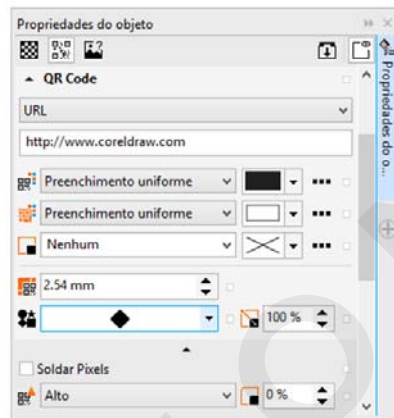 Propriedades do objeto
QR Code
URL
http://www.coreldraw.com
Preenchimento uniforme
Preenchimento uniforme
Nenhum
2.54 mm
100 %
Soldar Pixels
Alto
0 %
Propriedades do o...